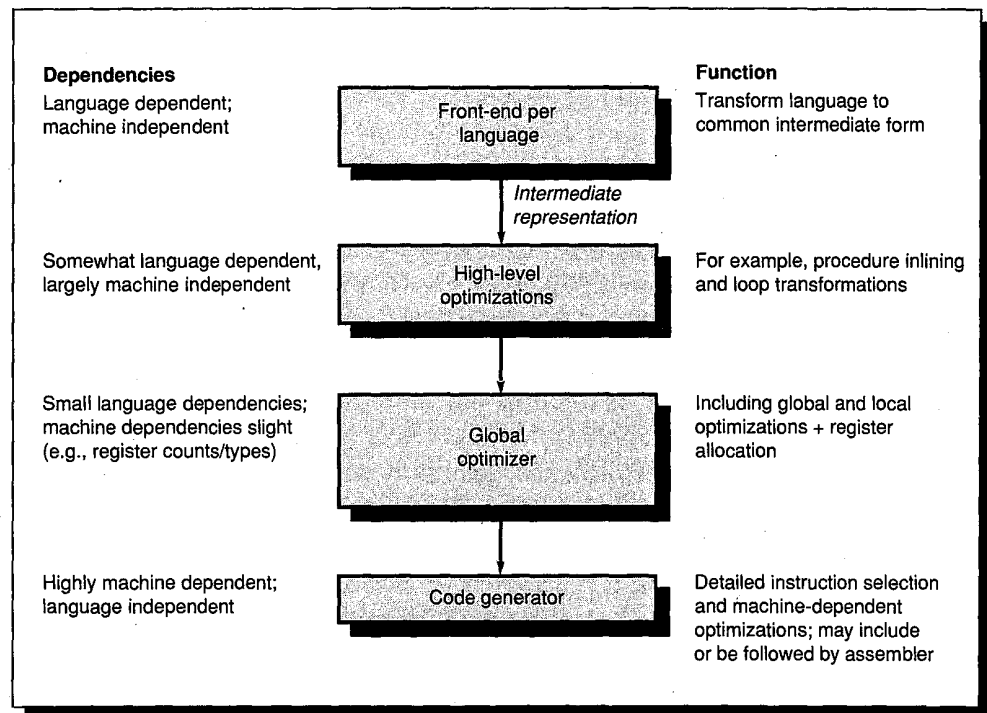 Dependencies
Language dependent;
machine independent
Front-end per
language
Function
Transform language to
common intermediate form
Intermediate
representation
Somewhat language dependent,
largely machine independent
High-level
optimizations
For example, procedure inlining
and loop transformations
Small language dependencies;
machine dependencies slight
(e.g., register counts/types)
Global
optimizer
Including global and local
optimizations + register
allocation
Highly machine dependent;
language independent
Code generator
Detailed instruction selection
and machine-dependent
optimizations; may include
or be followed by assembler